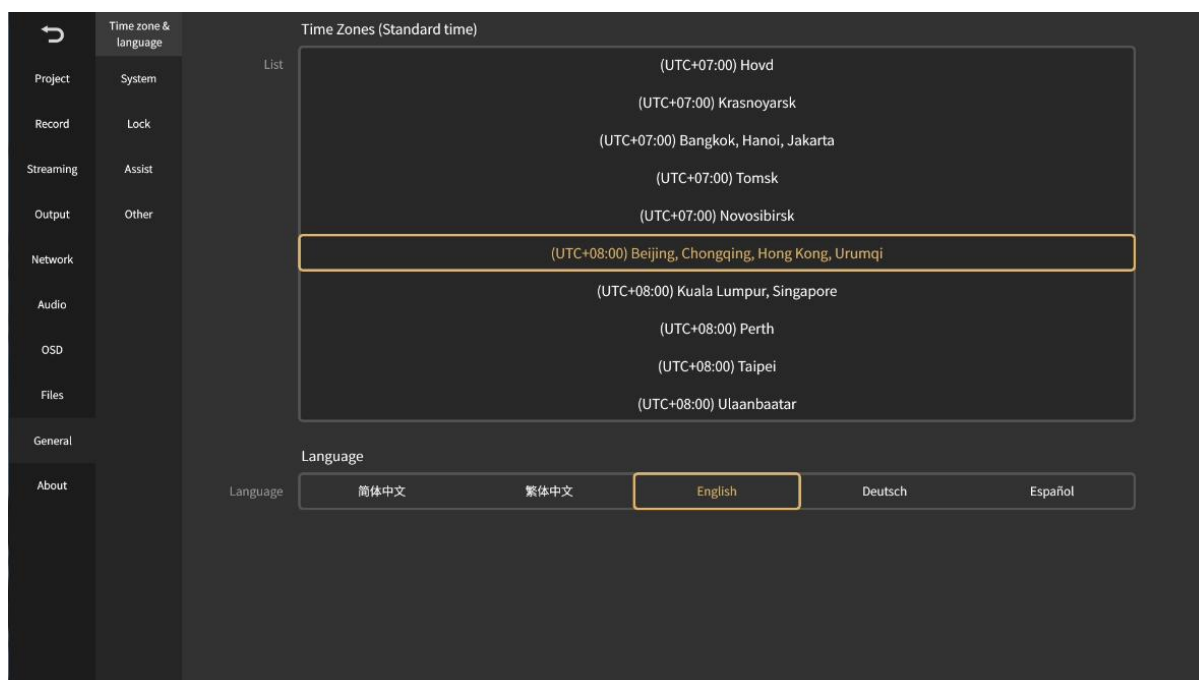 Time zone &
language
Time Zones (Standard time)
Project
System
List
(UTC+07:00) Hovd
Record
Lock
(UTC+07:00) Krasnoyarsk
Streaming
Assist
(UTC+07:00) Bangkok, Hanoi, Jakarta
(UTC+07:00) Tomsk
Output
Other
(UTC+07:00) Novosibirsk
Network
(UTC+08:00) Beijing, Chongqing, Hong Kong, Urumqi
Audio
(UTC+08:00) Kuala Lumpur, Singapore
OSD
(UTC+08:00) Perth
Files
(UTC+08:00) Taipei
(UTC+08:00) Ulaanbaatar
General
Language
About
Language
简体中文
繁体中文
English
Deutsch
Español